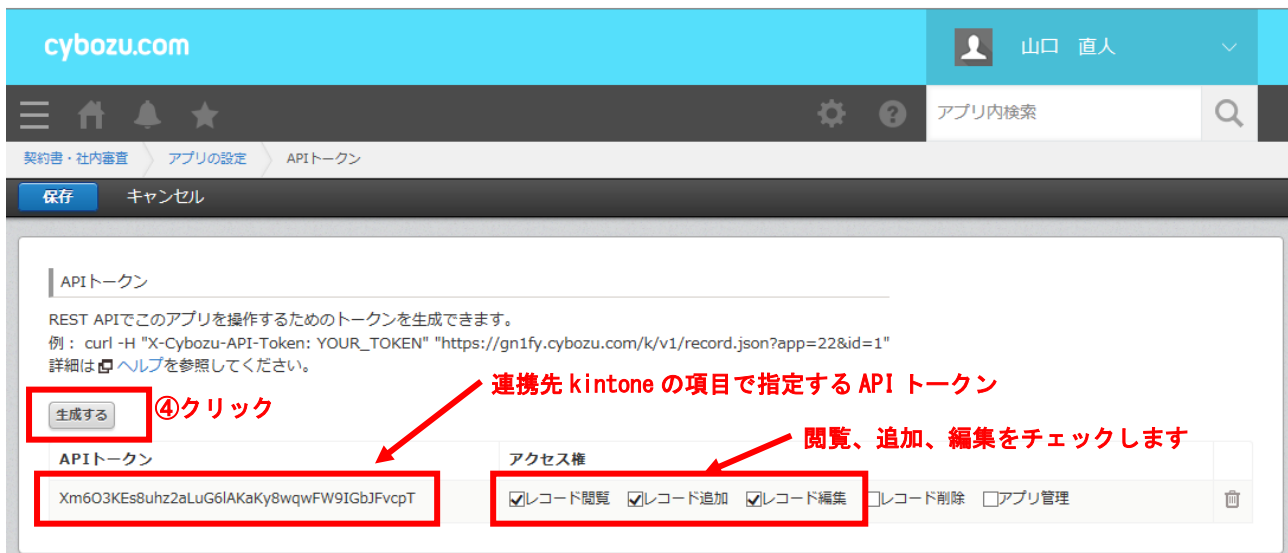 cybozu.com
山口 直人
アプリ内検索
契約書・社内審査 アプリの設定 APIトークン
保存 キャンセル
APIトークン
REST APIでこのアプリを操作するためのトークンを生成できます。
例： curl -H "X-Cybozu-API-Token: YOUR_TOKEN" "https://gn1fy.cybozu.com/k/v1/record.json?app=22&id=1"
詳細は ヘルプを参照してください。
連携先 kintone の項目で指定する API トークン
生成する ④クリック
閲覧、追加、編集をチェックします
APIトークン アクセス権
Xm6O3KEs8uhz2aLuG6lAKaKy8wqwFW9IGbJFvcpT レコード閲覧 レコード追加 レコード編集 レコード削除 アプリ管理